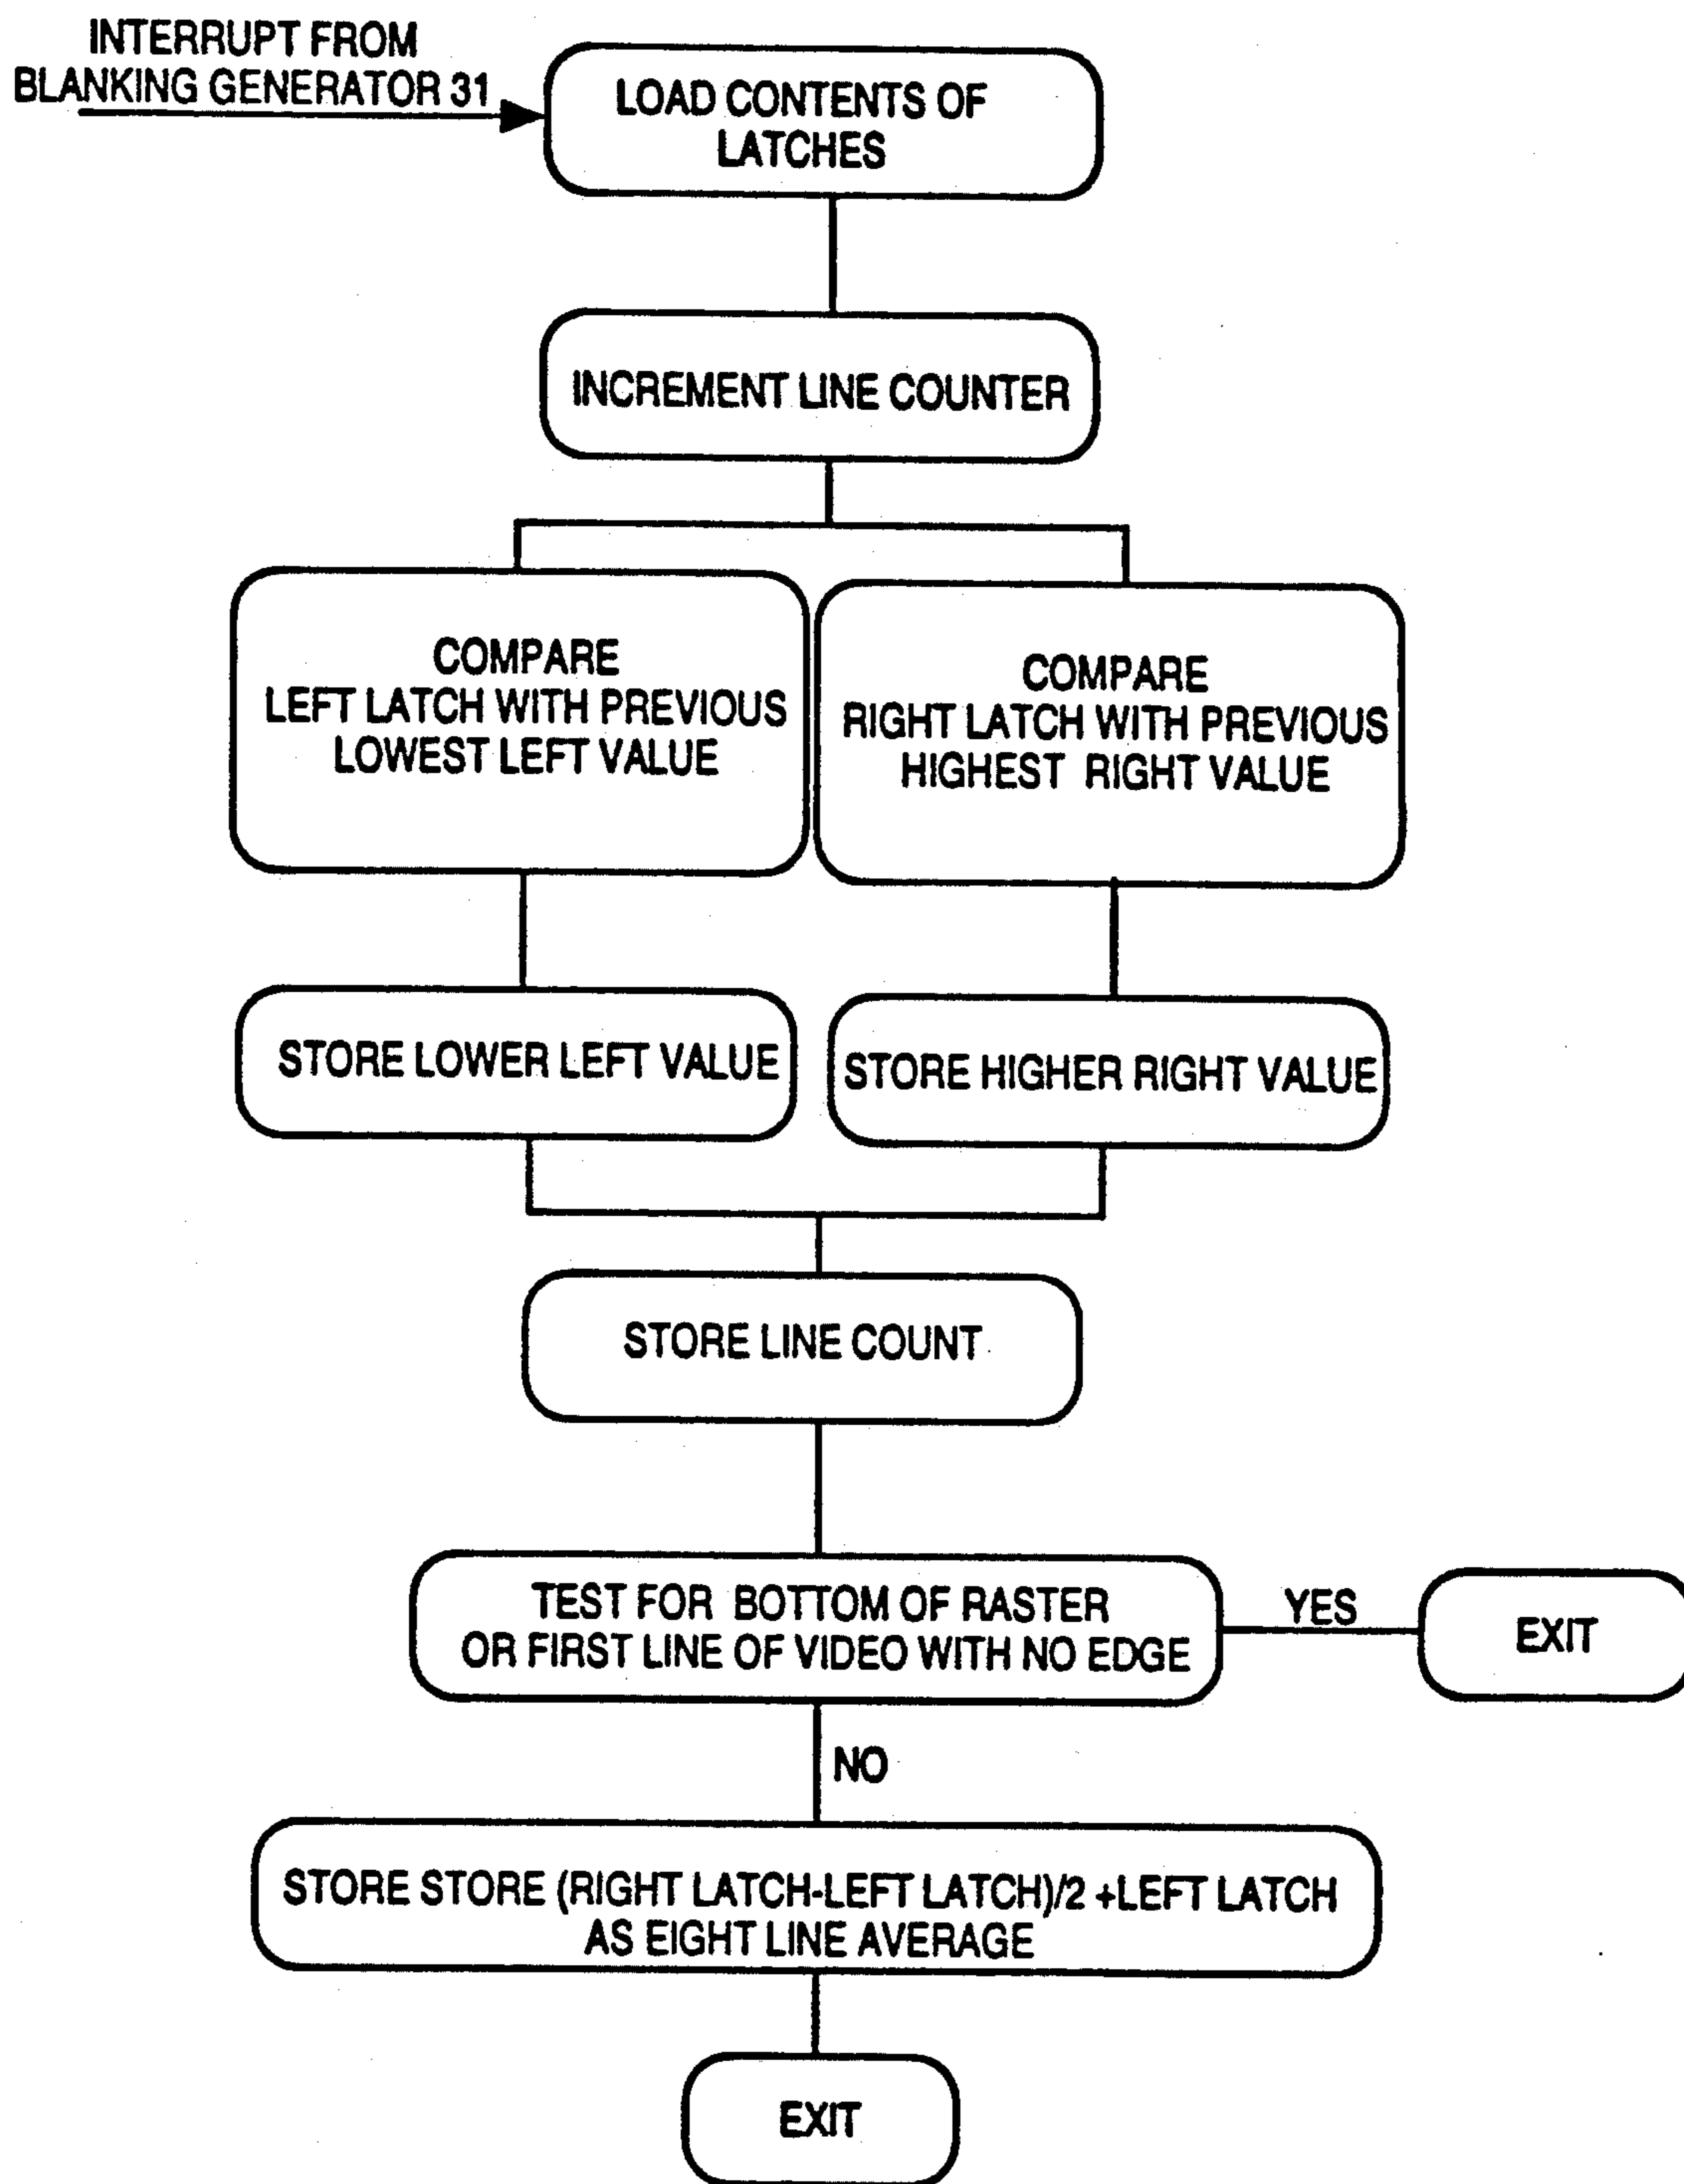 INTERRUPT FROM
BLANKING GENERATOR 31
LOAD CONTENTS OF
LATCHES
INCREMENT LINE COUNTER
COMPARE
LEFT LATCH WITH PREVIOUS
LOWEST LEFT VALUE
COMPARE
RIGHT LATCH WITH PREVIOUS
HIGHEST RIGHT VALUE
STORE LOWER LEFT VALUE
STORE HIGHER RIGHT VALUE
STORE LINE COUNT
TEST FOR BOTTOM OF RASTER
OR FIRST LINE OF VIDEO WITH NO EDGE
YES
EXIT
NO
STORE STORE (RIGHT LATCH-LEFT LATCH)/2 +LEFT LATCH
AS EIGHT LINE AVERAGE
EXIT